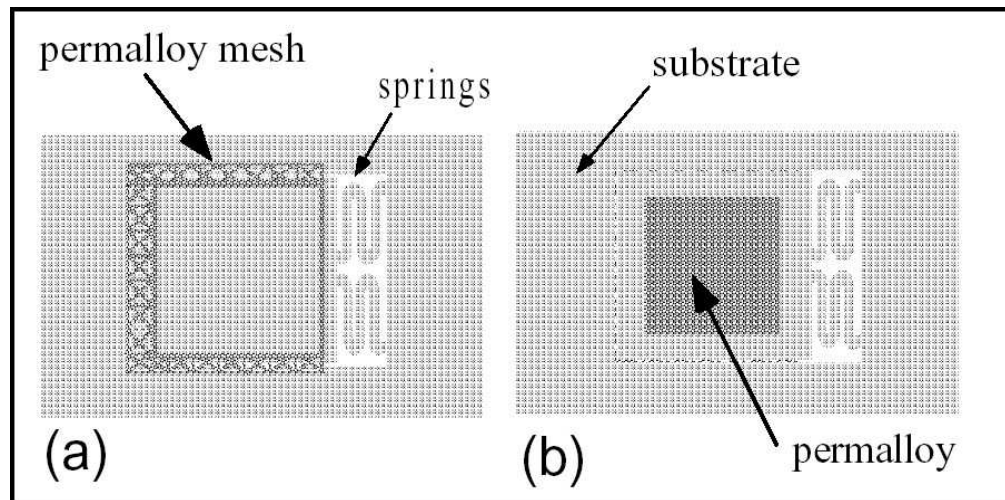 permalloy mesh
springs
substrate
(a)
(b)
permalloy